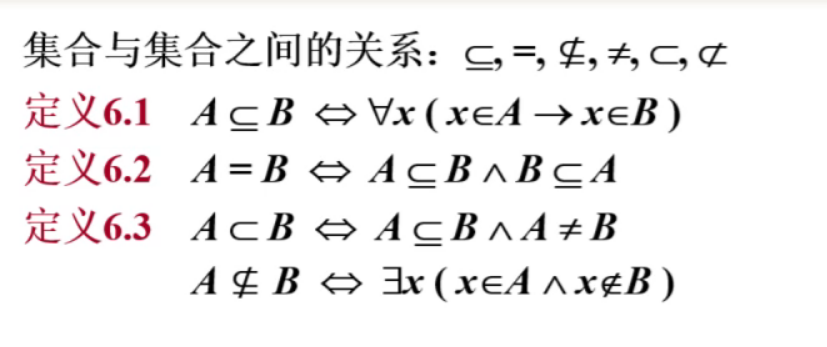 集合与集合之间的关系：⊆, =, ⊈, ≠, ⊂, ⊄
定义6.1 A⊆B ⇔ ∀x ( x∈A → x∈B )
定义6.2 A = B ⇔ A⊆B ∧ B⊆A
定义6.3 A⊂B ⇔ A⊆B ∧ A ≠ B
A ⊈ B ⇔ ∃x ( x∈A ∧ x∉B )